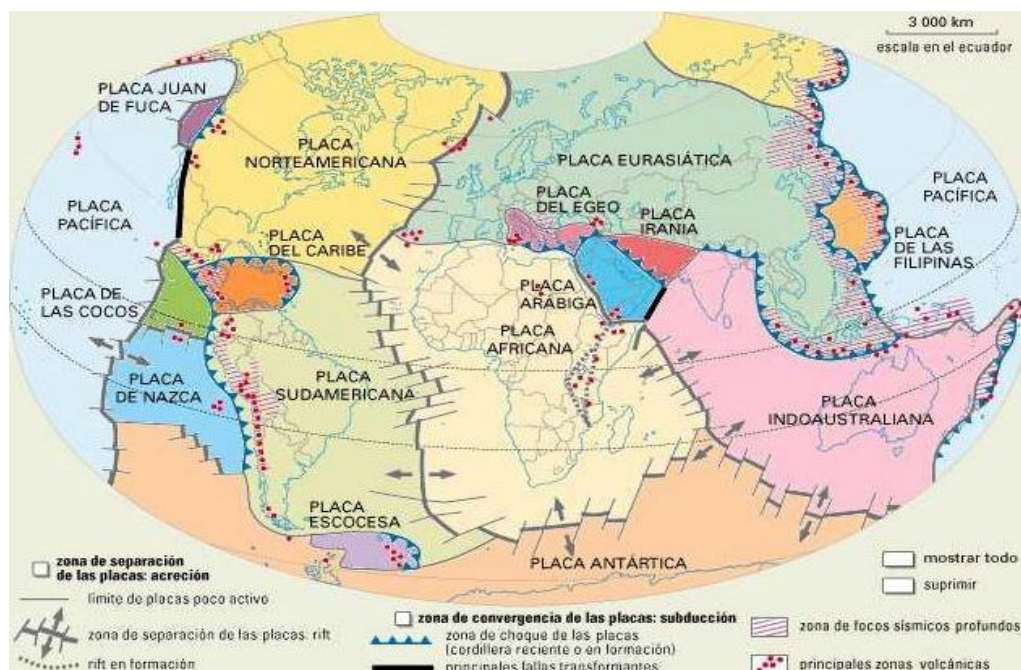 3 000 km
escala en el ecuador
PLACA JUAN
DE FUCA
PLACA
NORTEAMERICANA
PLACA EURASIÁTICA
PLACA
PACÍFICA
PLACA
DEL EGEO
PLACA
IRANIA
PLACA
PACÍFICA
PLACA
DEL CARIBE
PLACA
DE LAS
FILIPINAS
PLACA DE
LAS COCOS
PLACA
ARÁBIGA
PLACA
AFRICANA
PLACA
DE NAZCA
PLACA
SUDAMERICANA
PLACA
INDOAUSTRALIANA
PLACA
ESCOCESA
PLACA ANTÁRTICA
zona de separación
de las placas: acreción
límite de placas poco activo
zona de separación de las placas: rift
rift en formación
zona de convergencia de las placas: subducción
zona de choque de las placas
(cordillera reciente o en formación)
principales fallas transformantes
mostrar todo
suprimir
zona de focos sísmicos profundos
principales zonas volcánicas